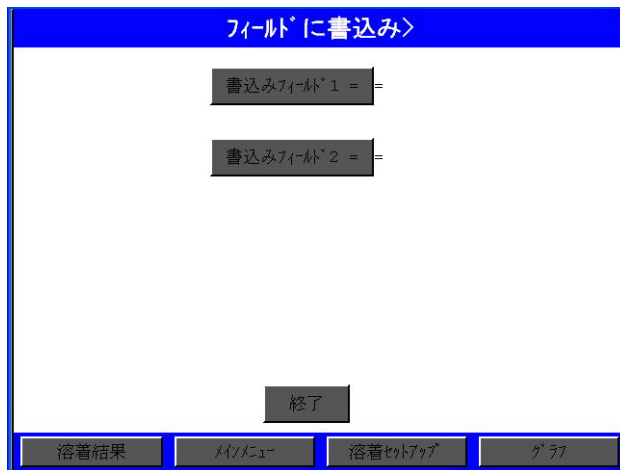 ﾌｨｰﾙﾄﾞに書込み>
書込みﾌｨｰﾙﾄﾞ1 = =
書込みﾌｨｰﾙﾄﾞ2 = =
終了
溶着結果 ﾒｲﾝﾒﾆｭｰ 溶着ｾｯﾄｱｯﾌﾟ ｸﾞﾗﾌ